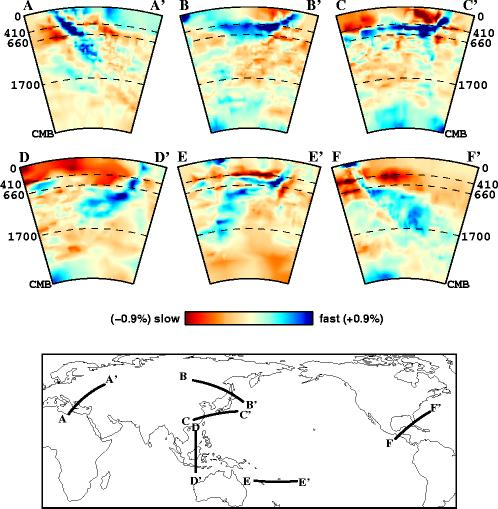 A A' B B' C C'
0 0
410 410
660 660
1700 1700
CMB CMB
D D' E E' F F'
0 0
410 410
660 660
1700 1700
CMB CMB
(−0.9%) slow fast (+0.9%)
A' B
B'
A C C'
D
F'
F
D' E E'